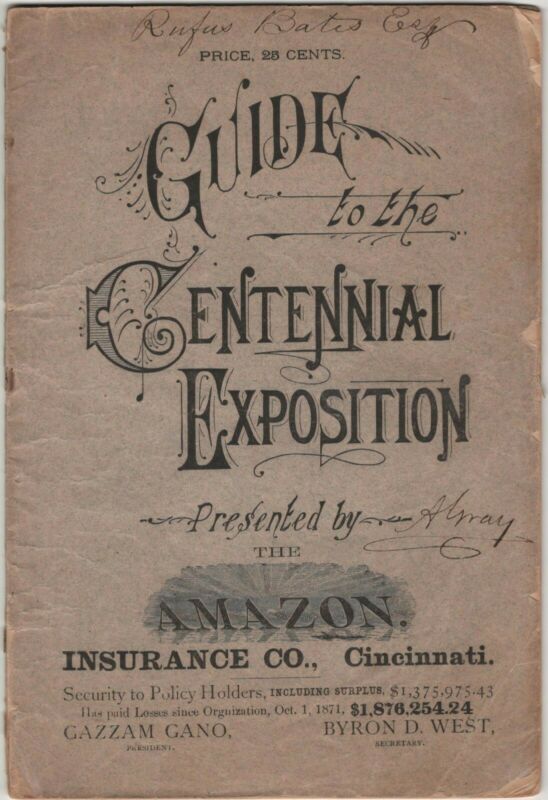 Rufus Bates Esq
PRICE, 25 CENTS.
GUIDE
to the
CENTENNIAL
EXPOSITION
Presented by A Gray
THE
AMAZON.
INSURANCE CO., Cincinnati.
Security to Policy Holders, INCLUDING SURPLUS, $1,375,975.43
Has paid Losses since Orgnization, Oct. 1, 1871, $1,876,254.24
GAZZAM GANO, BYRON D. WEST,
PRESIDENT. SECRETARY.